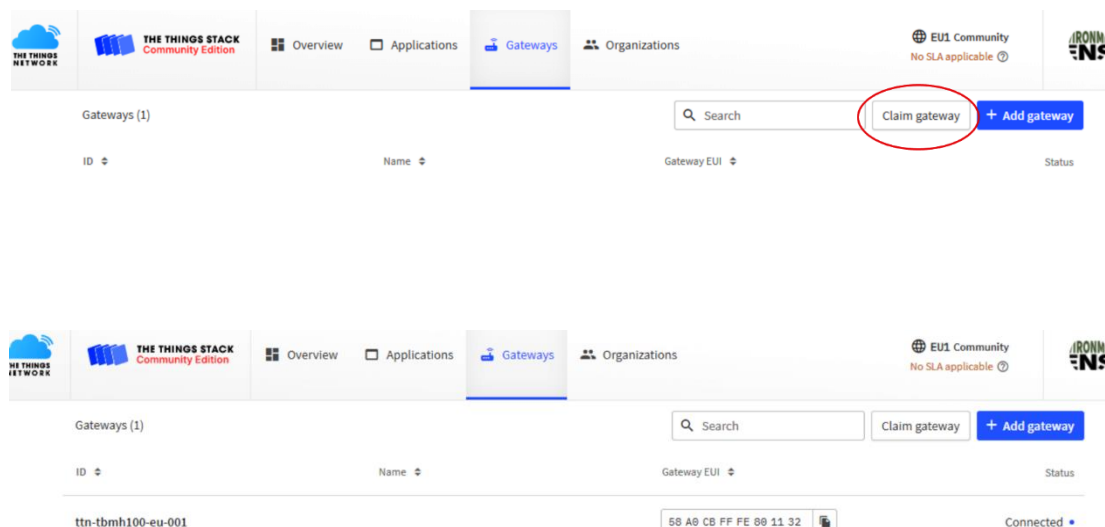 THE THINGS NETWORK
THE THINGS STACK
Community Edition
Overview
Applications
Gateways
Organizations
EU1 Community
No SLA applicable
Gateways (1)
Search
Claim gateway
+ Add gateway
ID
Name
Gateway EUI
Status
THE THINGS STACK
Community Edition
Overview
Applications
Gateways
Organizations
EU1 Community
No SLA applicable
Gateways (1)
Search
Claim gateway
+ Add gateway
ID
Name
Gateway EUI
Status
ttn-tbmh100-eu-001
58 A0 CB FF FE 80 11 32
Connected